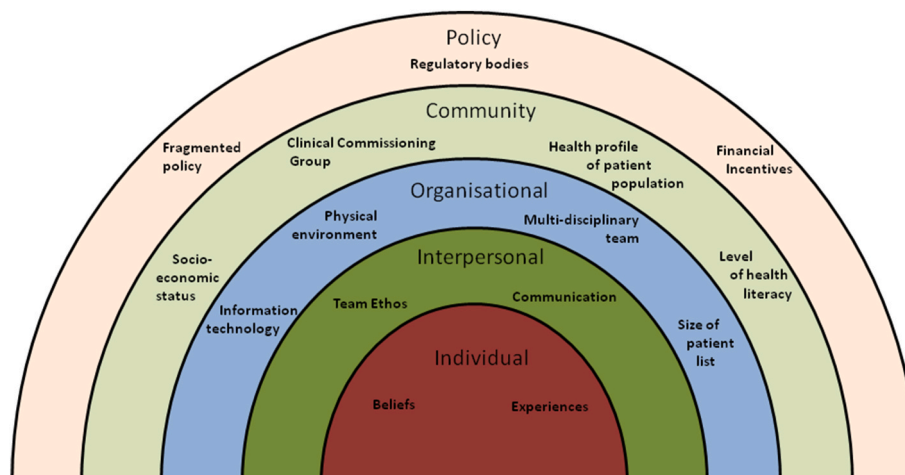 Policy
Regulatory bodies
Fragmented
policy
Financial
Incentives
Community
Clinical Commissioning
Group
Health profile
of patient
population
Socio-
economic
status
Level
of health
literacy
Organisational
Physical
environment
Multi-disciplinary
team
Information
technology
Size of
patient
list
Interpersonal
Team Ethos
Communication
Individual
Beliefs
Experiences